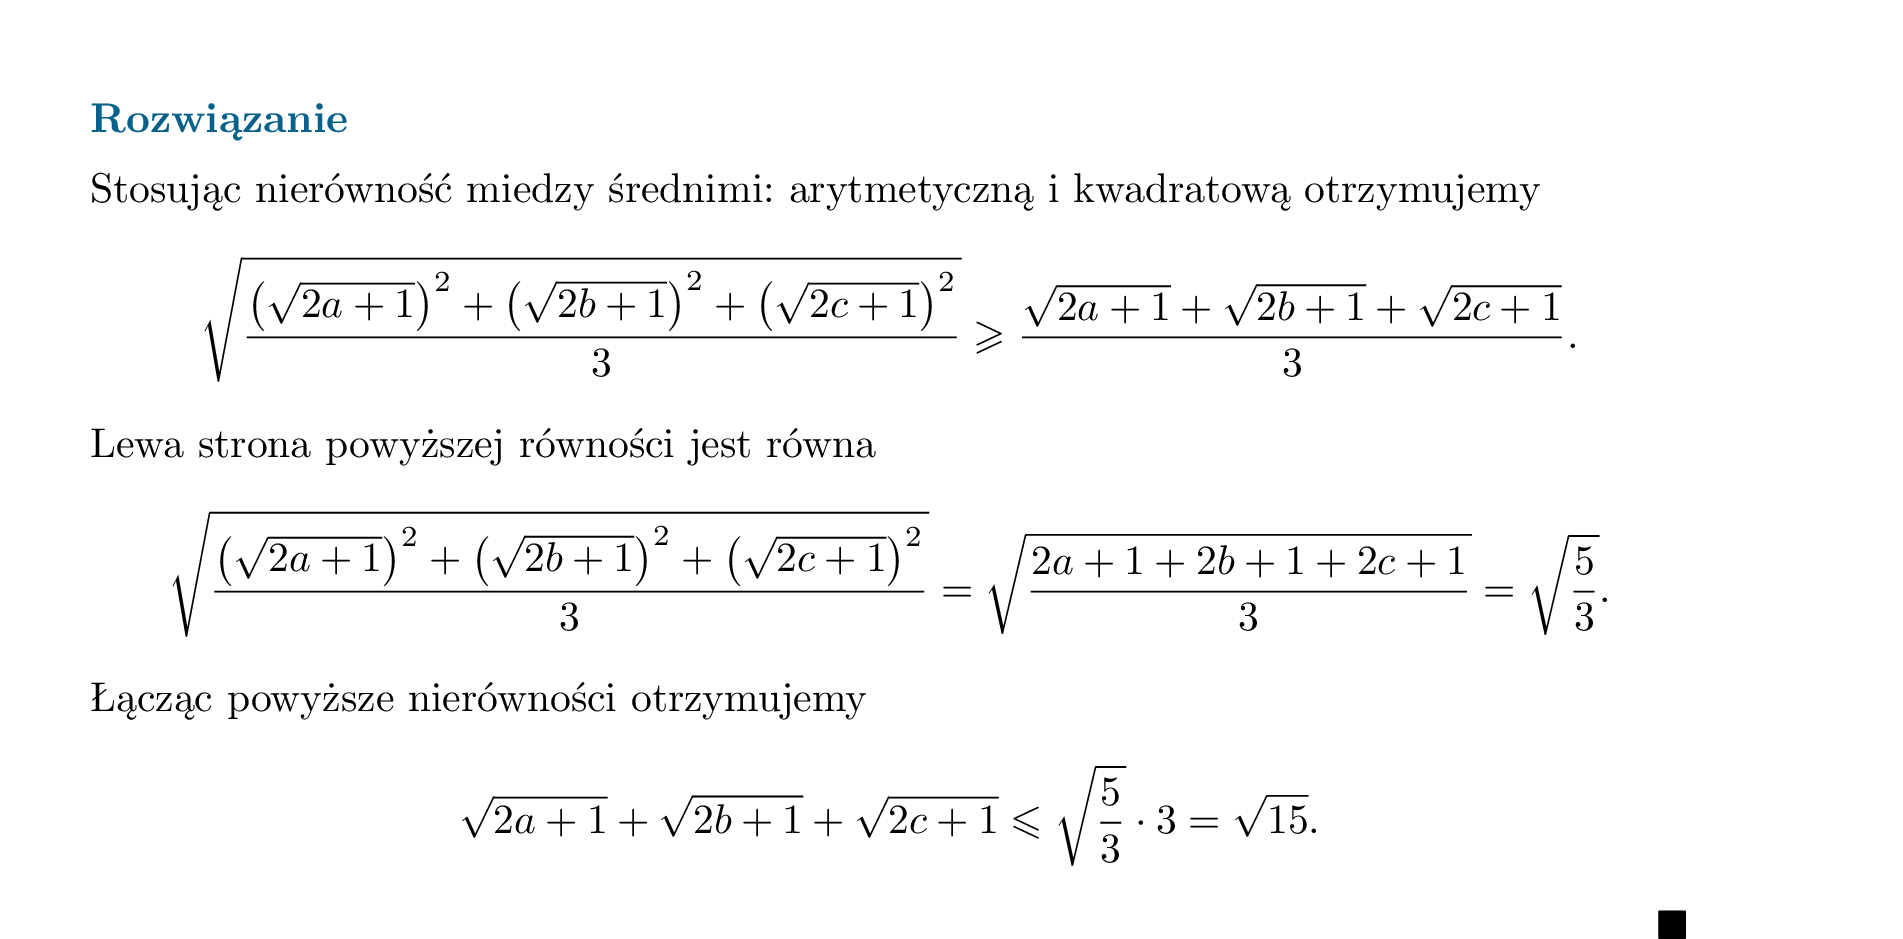 Rozwiązanie
Stosując nierówność miedzy średnimi: arytmetyczną i kwadratową otrzymujemy
$$\sqrt{\frac{\left(\sqrt{2a+1}\right)^2+\left(\sqrt{2b+1}\right)^2+\left(\sqrt{2c+1}\right)^2}{3}} \geqslant \frac{\sqrt{2a+1}+\sqrt{2b+1}+\sqrt{2c+1}}{3}.$$
Lewa strona powyższej równości jest równa
$$\sqrt{\frac{\left(\sqrt{2a+1}\right)^2+\left(\sqrt{2b+1}\right)^2+\left(\sqrt{2c+1}\right)^2}{3}} = \sqrt{\frac{2a+1+2b+1+2c+1}{3}} = \sqrt{\frac{5}{3}}.$$
Łącząc powyższe nierówności otrzymujemy
$$\sqrt{2a+1}+\sqrt{2b+1}+\sqrt{2c+1} \leqslant \sqrt{\frac{5}{3}} \cdot 3 = \sqrt{15}.$$
■